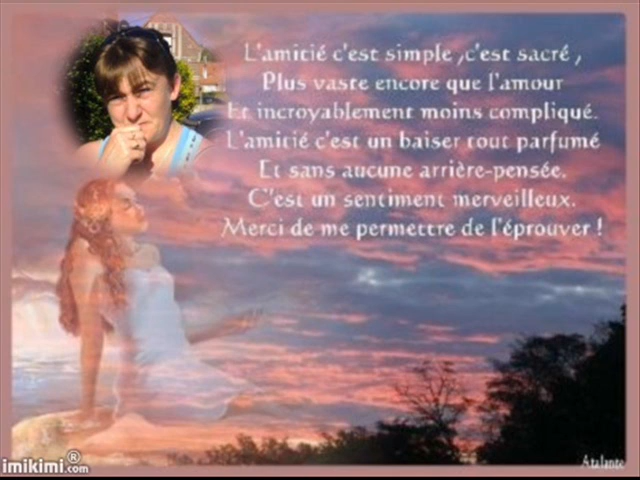 L'amitié c'est simple ,c'est sacré ,
Plus vaste encore que l'amour
Et incroyablement moins compliqué.
L'amitié c'est un baiser tout parfumé
Et sans aucune arrière-pensée.
C'est un sentiment merveilleux.
Merci de me permettre de l'éprouver !
Atalante
imikimi®.com